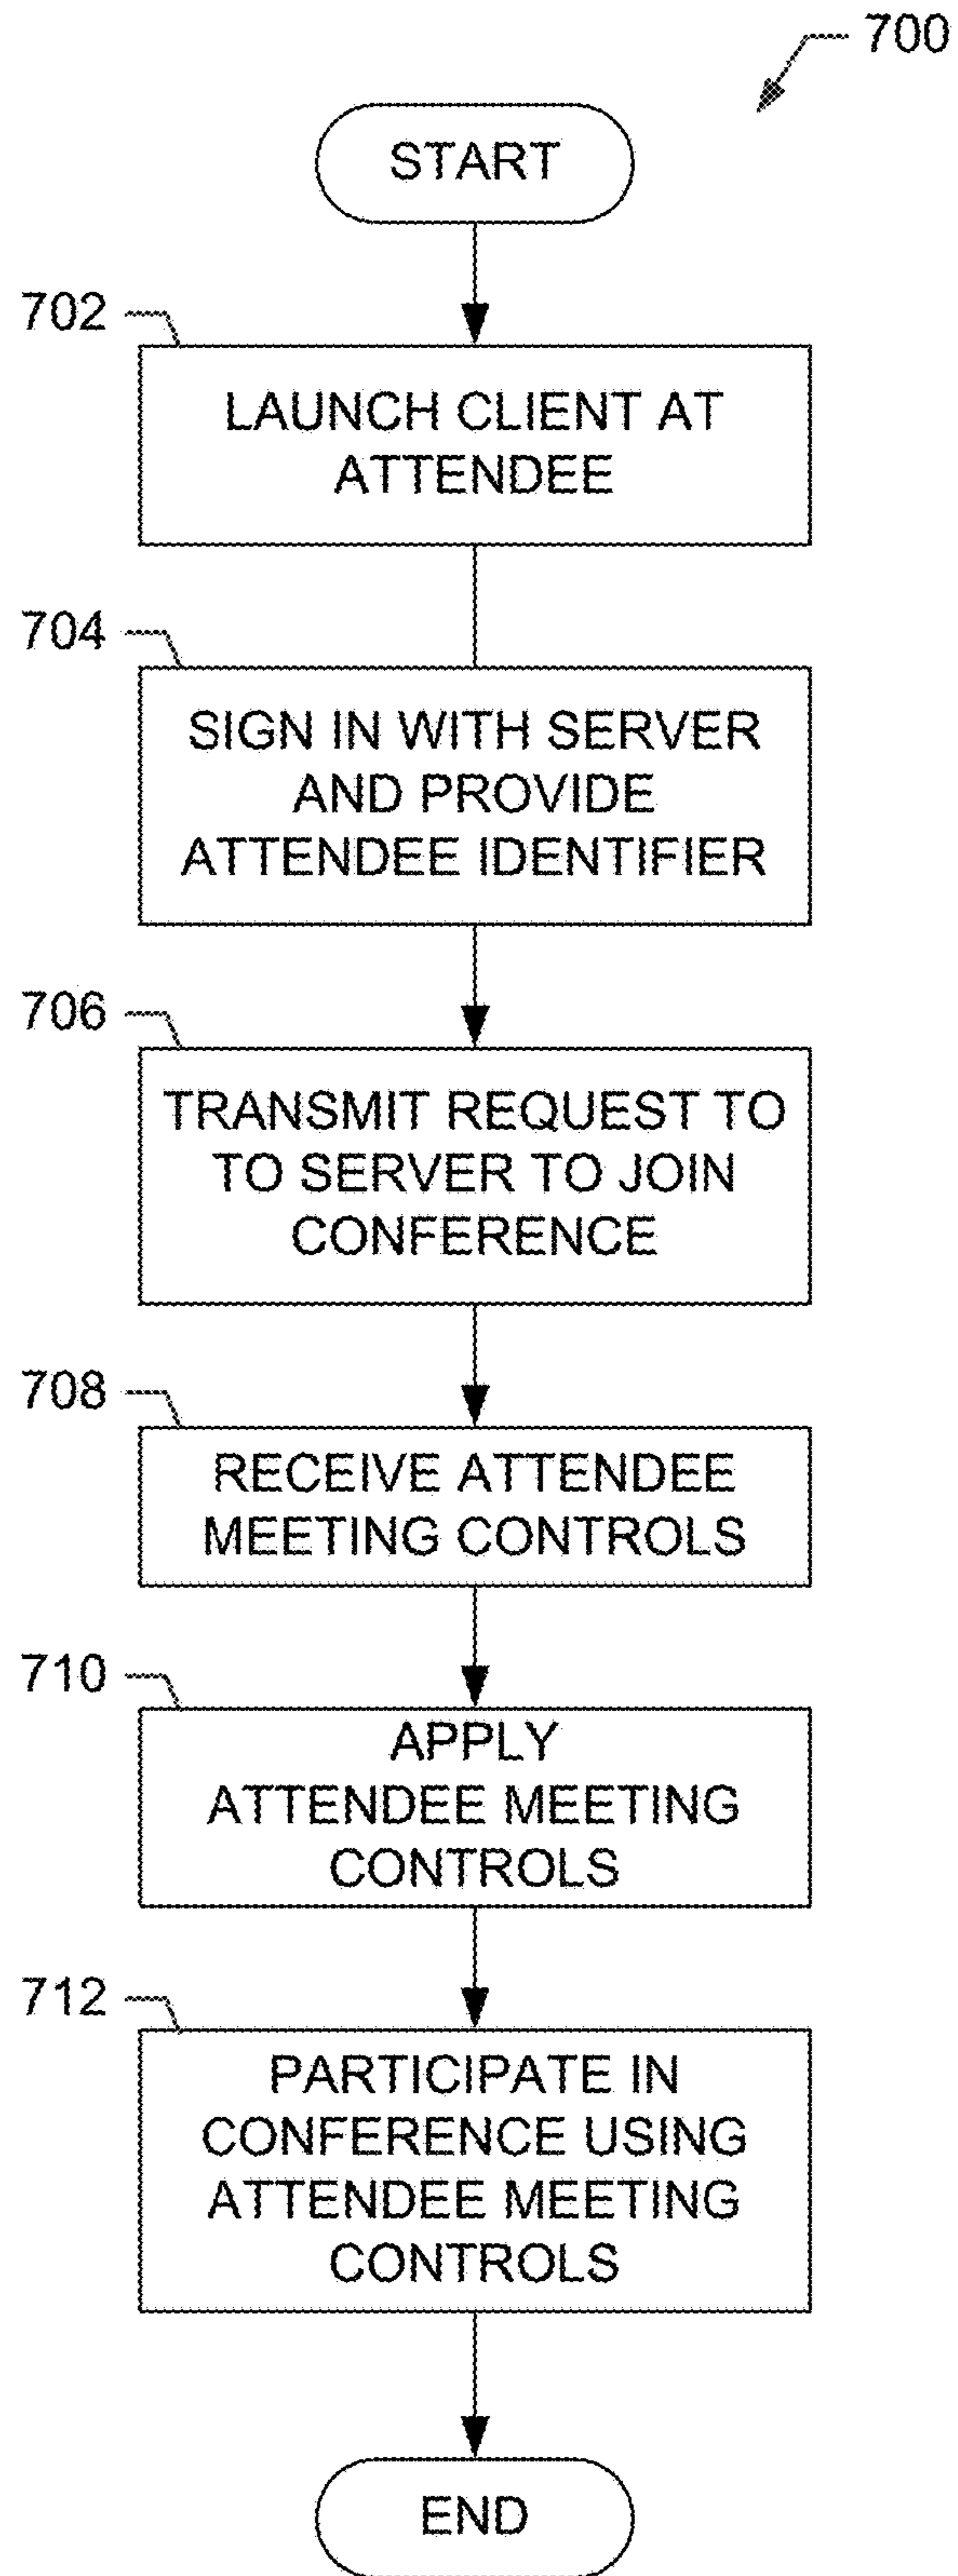 700
START
702
LAUNCH CLIENT AT
ATTENDEE
704
SIGN IN WITH SERVER
AND PROVIDE
ATTENDEE IDENTIFIER
706
TRANSMIT REQUEST TO
TO SERVER TO JOIN
CONFERENCE
708
RECEIVE ATTENDEE
MEETING CONTROLS
710
APPLY
ATTENDEE MEETING
CONTROLS
712
PARTICIPATE IN
CONFERENCE USING
ATTENDEE MEETING
CONTROLS
END